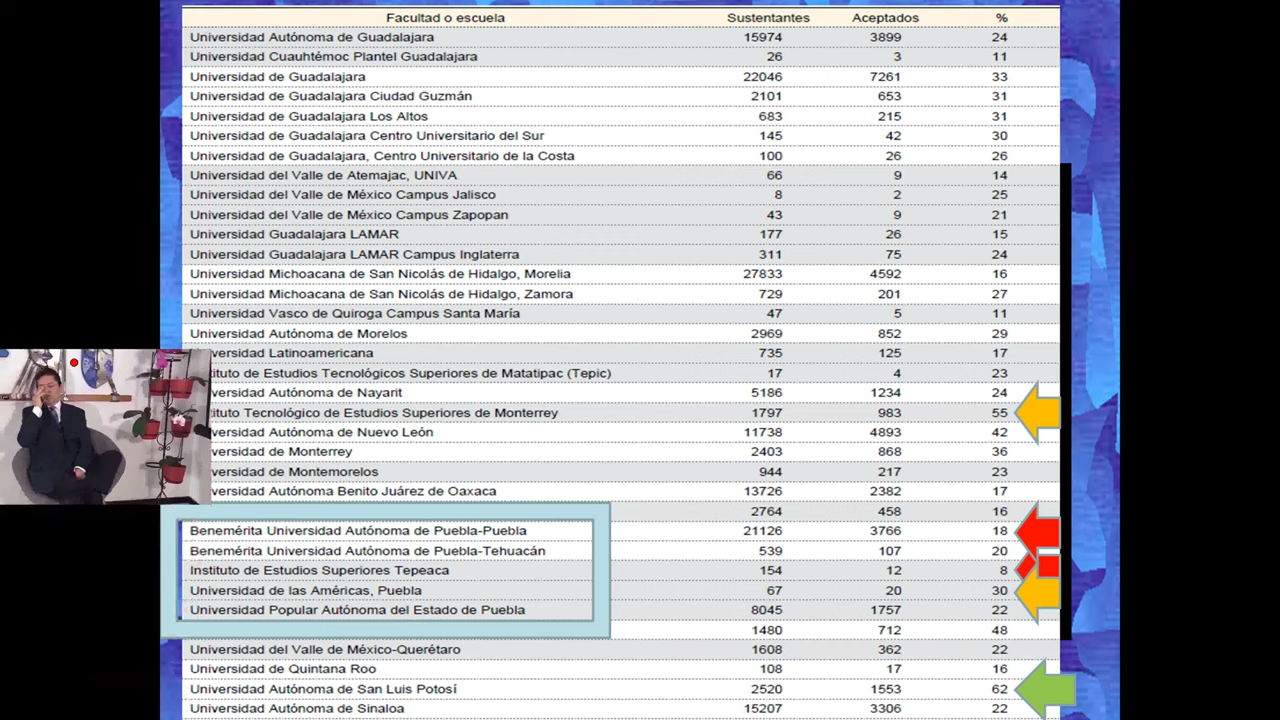 Facultad o escuela Sustentantes Aceptados %
Universidad Autónoma de Guadalajara 15974 3899 24
Universidad Cuauhtémoc Plantel Guadalajara 26 3 11
Universidad de Guadalajara 22046 7261 33
Universidad de Guadalajara Ciudad Guzmán 2101 653 31
Universidad de Guadalajara Los Altos 683 215 31
Universidad de Guadalajara Centro Universitario del Sur 145 42 30
Universidad de Guadalajara, Centro Universitario de la Costa 100 26 26
Universidad del Valle de Atemajac, UNIVA 66 9 14
Universidad del Valle de México Campus Jalisco 8 2 25
Universidad del Valle de México Campus Zapopan 43 9 21
Universidad Guadalajara LAMAR 177 26 15
Universidad Guadalajara LAMAR Campus Inglaterra 311 75 24
Universidad Michoacana de San Nicolás de Hidalgo, Morelia 27833 4592 16
Universidad Michoacana de San Nicolás de Hidalgo, Zamora 729 201 27
Universidad Vasco de Quiroga Campus Santa María 47 5 11
Universidad Autónoma de Morelos 2969 852 29
versidad Latinoamericana 735 125 17
tituto de Estudios Tecnológicos Superiores de Matatipac (Tepic) 17 4 23
versidad Autónoma de Nayarit 5186 1234 24
tituto Tecnológico de Estudios Superiores de Monterrey 1797 983 55
versidad Autónoma de Nuevo León 11738 4893 42
versidad de Monterrey 2403 868 36
versidad de Montemorelos 944 217 23
versidad Autónoma Benito Juárez de Oaxaca 13726 2382 17
2764 458 16
Benemérita Universidad Autónoma de Puebla-Puebla 21126 3766 18
Benemérita Universidad Autónoma de Puebla-Tehuacán 539 107 20
Instituto de Estudios Superiores Tepeaca 154 12 8
Universidad de las Américas, Puebla 67 20 30
Universidad Popular Autónoma del Estado de Puebla 8045 1757 22
1480 712 48
Universidad del Valle de México-Querétaro 1608 362 22
Universidad de Quintana Roo 108 17 16
Universidad Autónoma de San Luis Potosí 2520 1553 62
Universidad Autónoma de Sinaloa 15207 3306 22